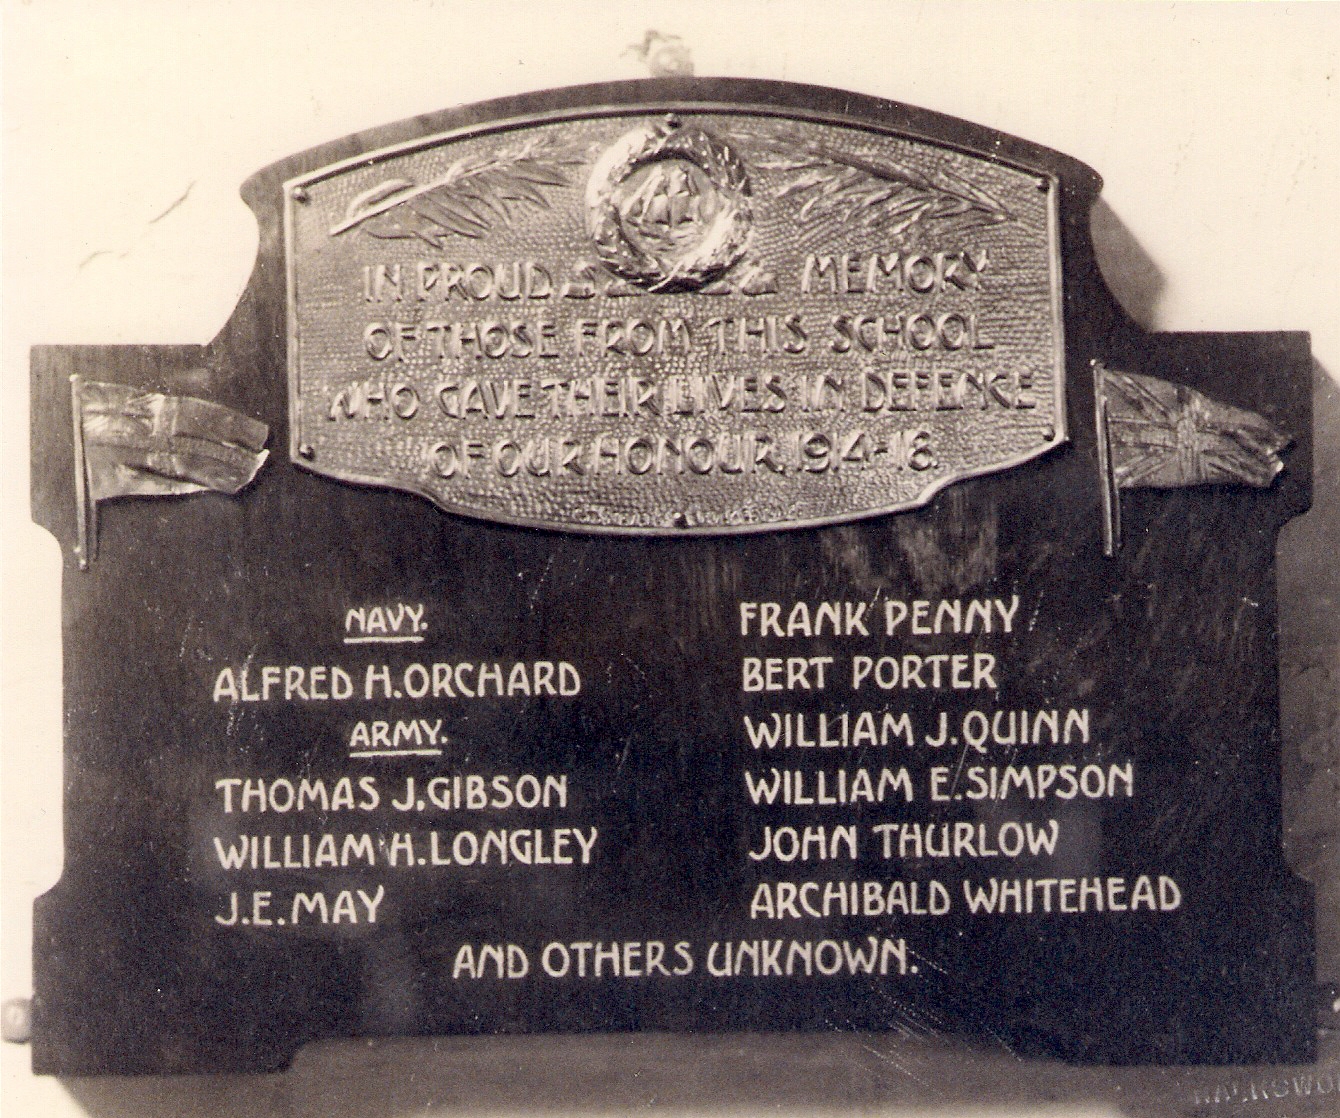 IN PROUD MEMORY
OF THOSE FROM THIS SCHOOL
WHO GAVE THEIR LIVES IN DEFENCE
OF OUR HONOUR. 1914-18.
NAVY.
ALFRED H. ORCHARD
ARMY.
THOMAS J. GIBSON
WILLIAM H. LONGLEY
J. E. MAY
FRANK PENNY
BERT PORTER
WILLIAM J. QUINN
WILLIAM E. SIMPSON
JOHN THURLOW
ARCHIBALD WHITEHEAD
AND OTHERS UNKNOWN.